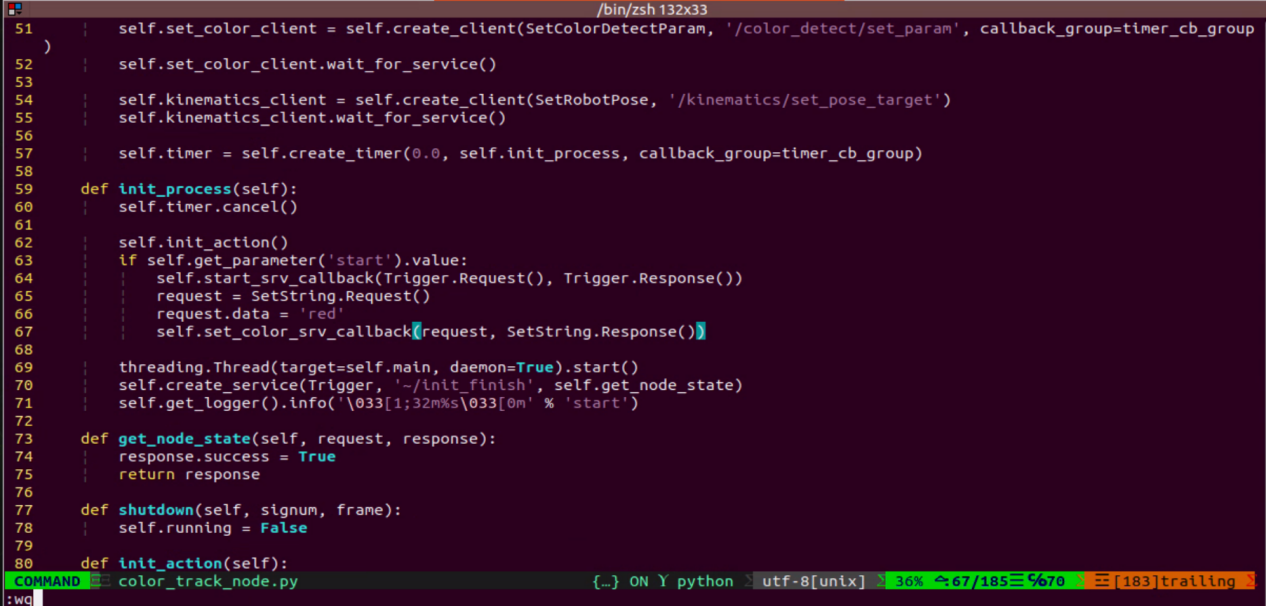 /bin/zsh 132x33
51 self.set_color_client = self.create_client(SetColorDetectParam, '/color_detect/set_param', callback_group=timer_cb_group
)
52 self.set_color_client.wait_for_service()
53
54 self.kinematics_client = self.create_client(SetRobotPose, '/kinematics/set_pose_target')
55 self.kinematics_client.wait_for_service()
56
57 self.timer = self.create_timer(0.0, self.init_process, callback_group=timer_cb_group)
58
59 def init_process(self):
60 self.timer.cancel()
61
62 self.init_action()
63 if self.get_parameter('start').value:
64 self.start_srv_callback(Trigger.Request(), Trigger.Response())
65 request = SetString.Request()
66 request.data = 'red'
67 self.set_color_srv_callback(request, SetString.Response())
68
69 threading.Thread(target=self.main, daemon=True).start()
70 self.create_service(Trigger, '~/init_finish', self.get_node_state)
71 self.get_logger().info('\033[1;32m%s\033[0m' % 'start')
72
73 def get_node_state(self, request, response):
74 response.success = True
75 return response
76
77 def shutdown(self, signum, frame):
78 self.running = False
79
80 def init_action(self):
COMMAND color_track_node.py {…} ON python utf-8[unix] 36% :67/185☰℅70 ☲[183]trailing
:wq